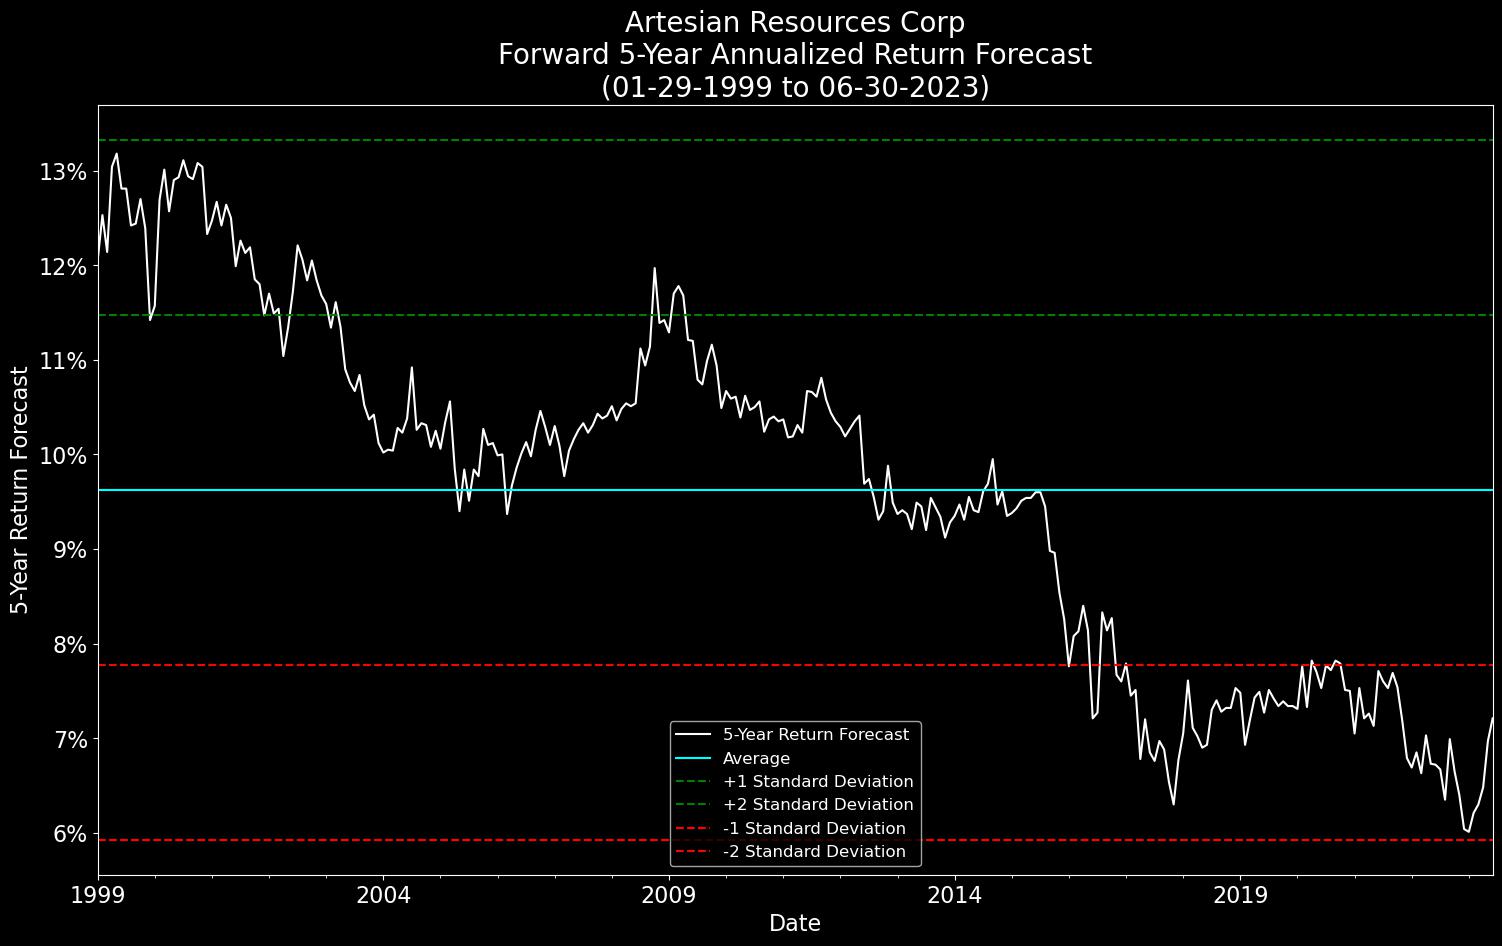 Artesian Resources Corp
Forward 5-Year Annualized Return Forecast
(01-29-1999 to 06-30-2023)
13%
12%
11%
10%
9%
8%
7%
6%
5-Year Return Forecast
5-Year Return Forecast
Average
+1 Standard Deviation
+2 Standard Deviation
-1 Standard Deviation
-2 Standard Deviation
1999 2004 2009 2014 2019
Date